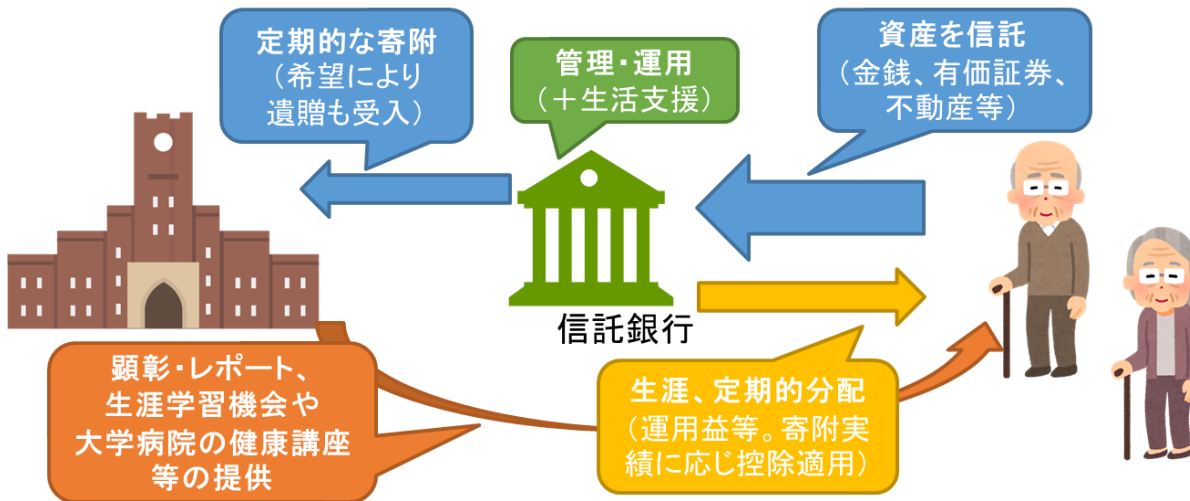 定期的な寄附
（希望により
遺贈も受入）
管理・運用
（＋生活支援）
資産を信託
（金銭、有価証券、
不動産等）
信託銀行
顕彰・レポート、
生涯学習機会や
大学病院の健康講座
等の提供
生涯、定期的分配
（運用益等。寄附実
績に応じ控除適用）